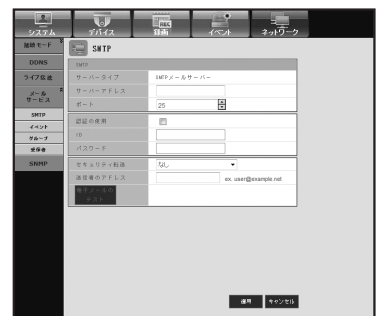 システム
デバイス
録画
イベント
ネットワーク
REC
DDNS
ライブ転送
メール
サービス
SMTP
イベント
グループ
受信者
SNMP
SMTP
SMTP
サーバータイプ
SMTPメールサーバー
サーバーアドレス
ポート
25
認証の使用
ID
パスワード
セキュリティ転送
なし
送信者のアドレス
ex. user@example.net
電子メールの
テスト
適用
キャンセル